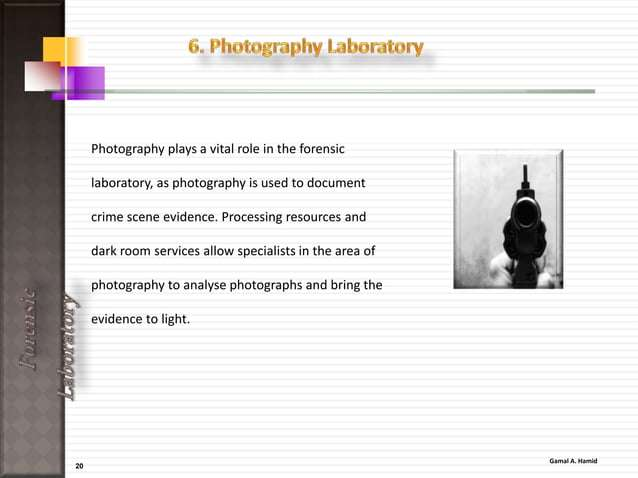 6. Photography Laboratory
Photography plays a vital role in the forensic
laboratory, as photography is used to document
crime scene evidence. Processing resources and
dark room services allow specialists in the area of
photography to analyse photographs and bring the
evidence to light.
Forensic
Laboratory
20
Gamal A. Hamid